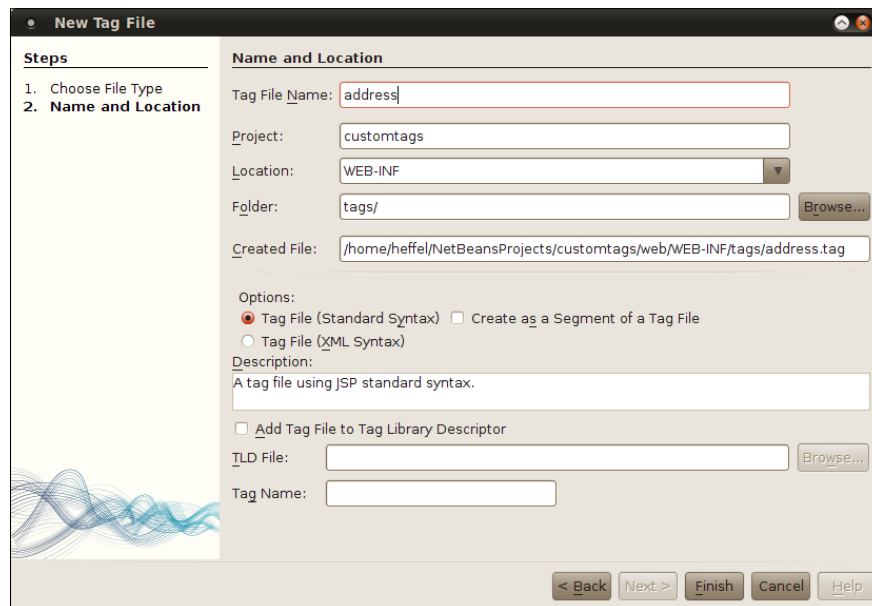 New Tag File
Steps
1. Choose File Type
2. Name and Location
Name and Location
Tag File Name: address
Project: customtags
Location: WEB-INF
Folder: tags/ Browse...
Created File: /home/heffel/NetBeansProjects/customtags/web/WEB-INF/tags/address.tag
Options:
Tag File (Standard Syntax) Create as a Segment of a Tag File
Tag File (XML Syntax)
Description:
A tag file using JSP standard syntax.
Add Tag File to Tag Library Descriptor
TLD File: Browse...
Tag Name:
< Back Next > Finish Cancel Help